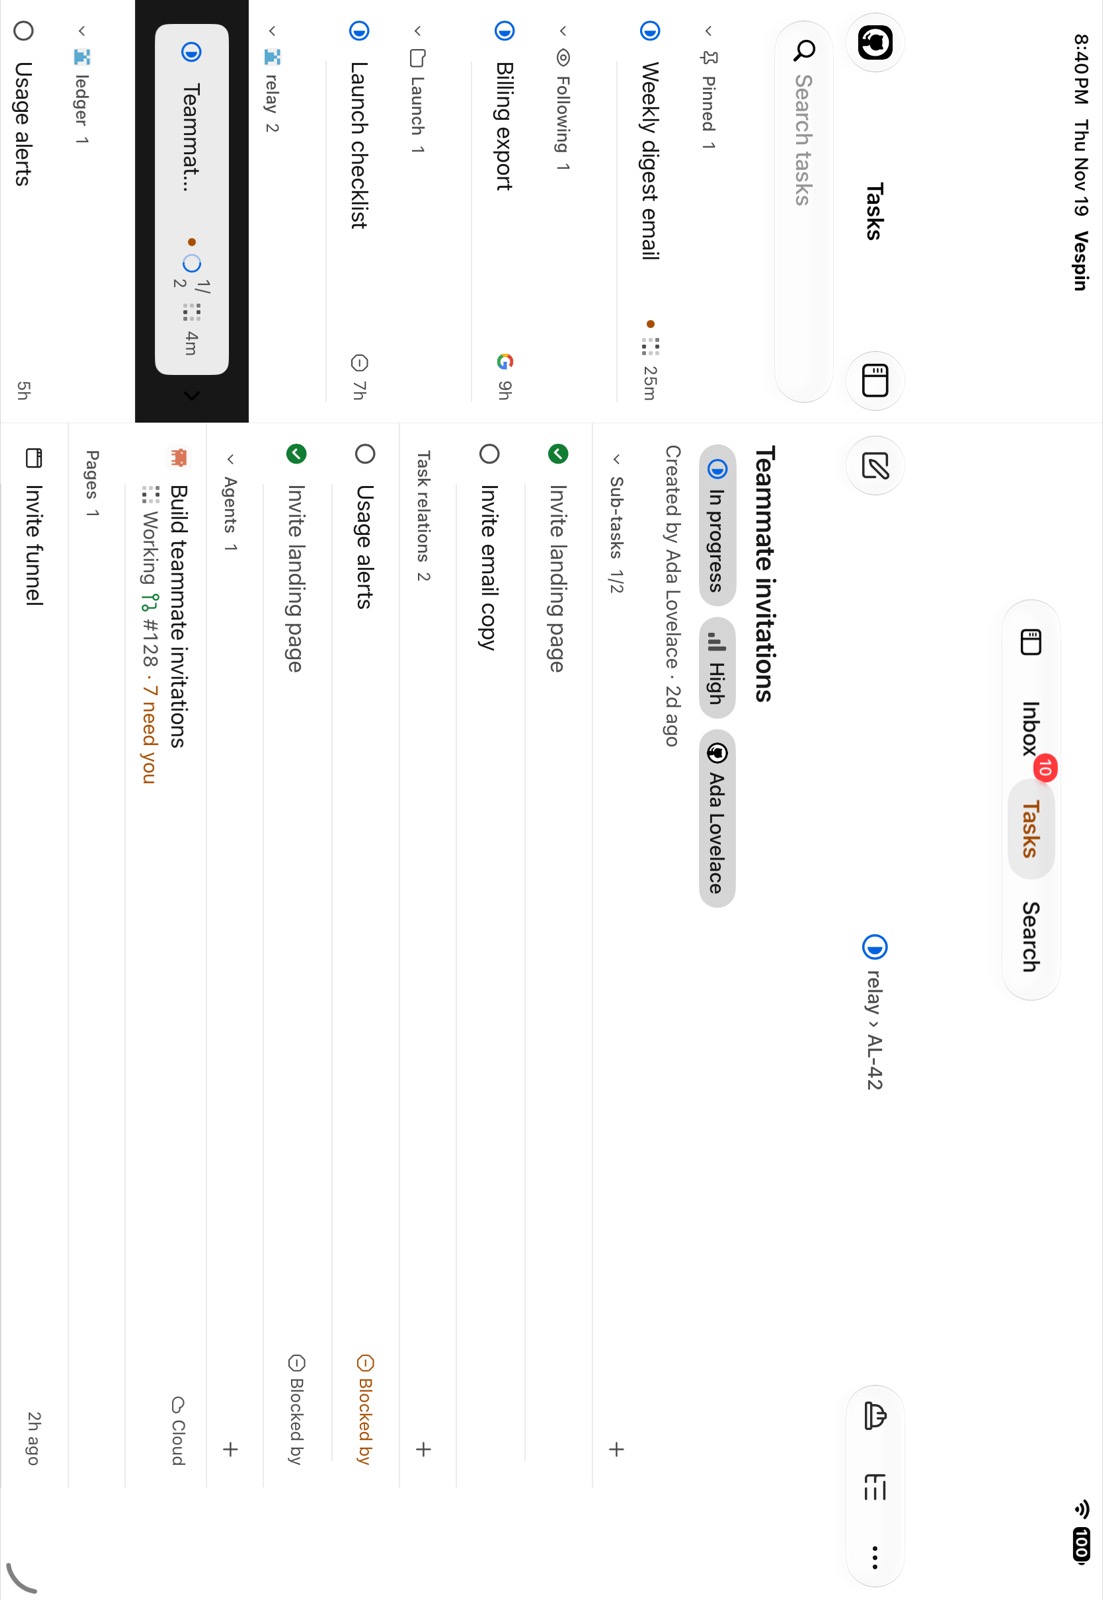 8:40 PM Thu Nov 19 Vespin
100
Inbox 10 Tasks Search
Tasks
relay › AL-42
Search tasks
Pinned 1
Weekly digest email 25m
Following 1
Billing export 9h
Launch 1
Launch checklist 7h
relay 2
Teammat... 1/2 4m
ledger 1
Usage alerts 5h
Teammate invitations
In progress High Ada Lovelace
Created by Ada Lovelace · 2d ago
Sub-tasks 1/2
Invite landing page
Invite email copy
Task relations 2
Usage alerts Blocked by
Invite landing page Blocked by
Agents 1
Build teammate invitations Cloud
Working #128 · 7 need you
Pages 1
Invite funnel 2h ago